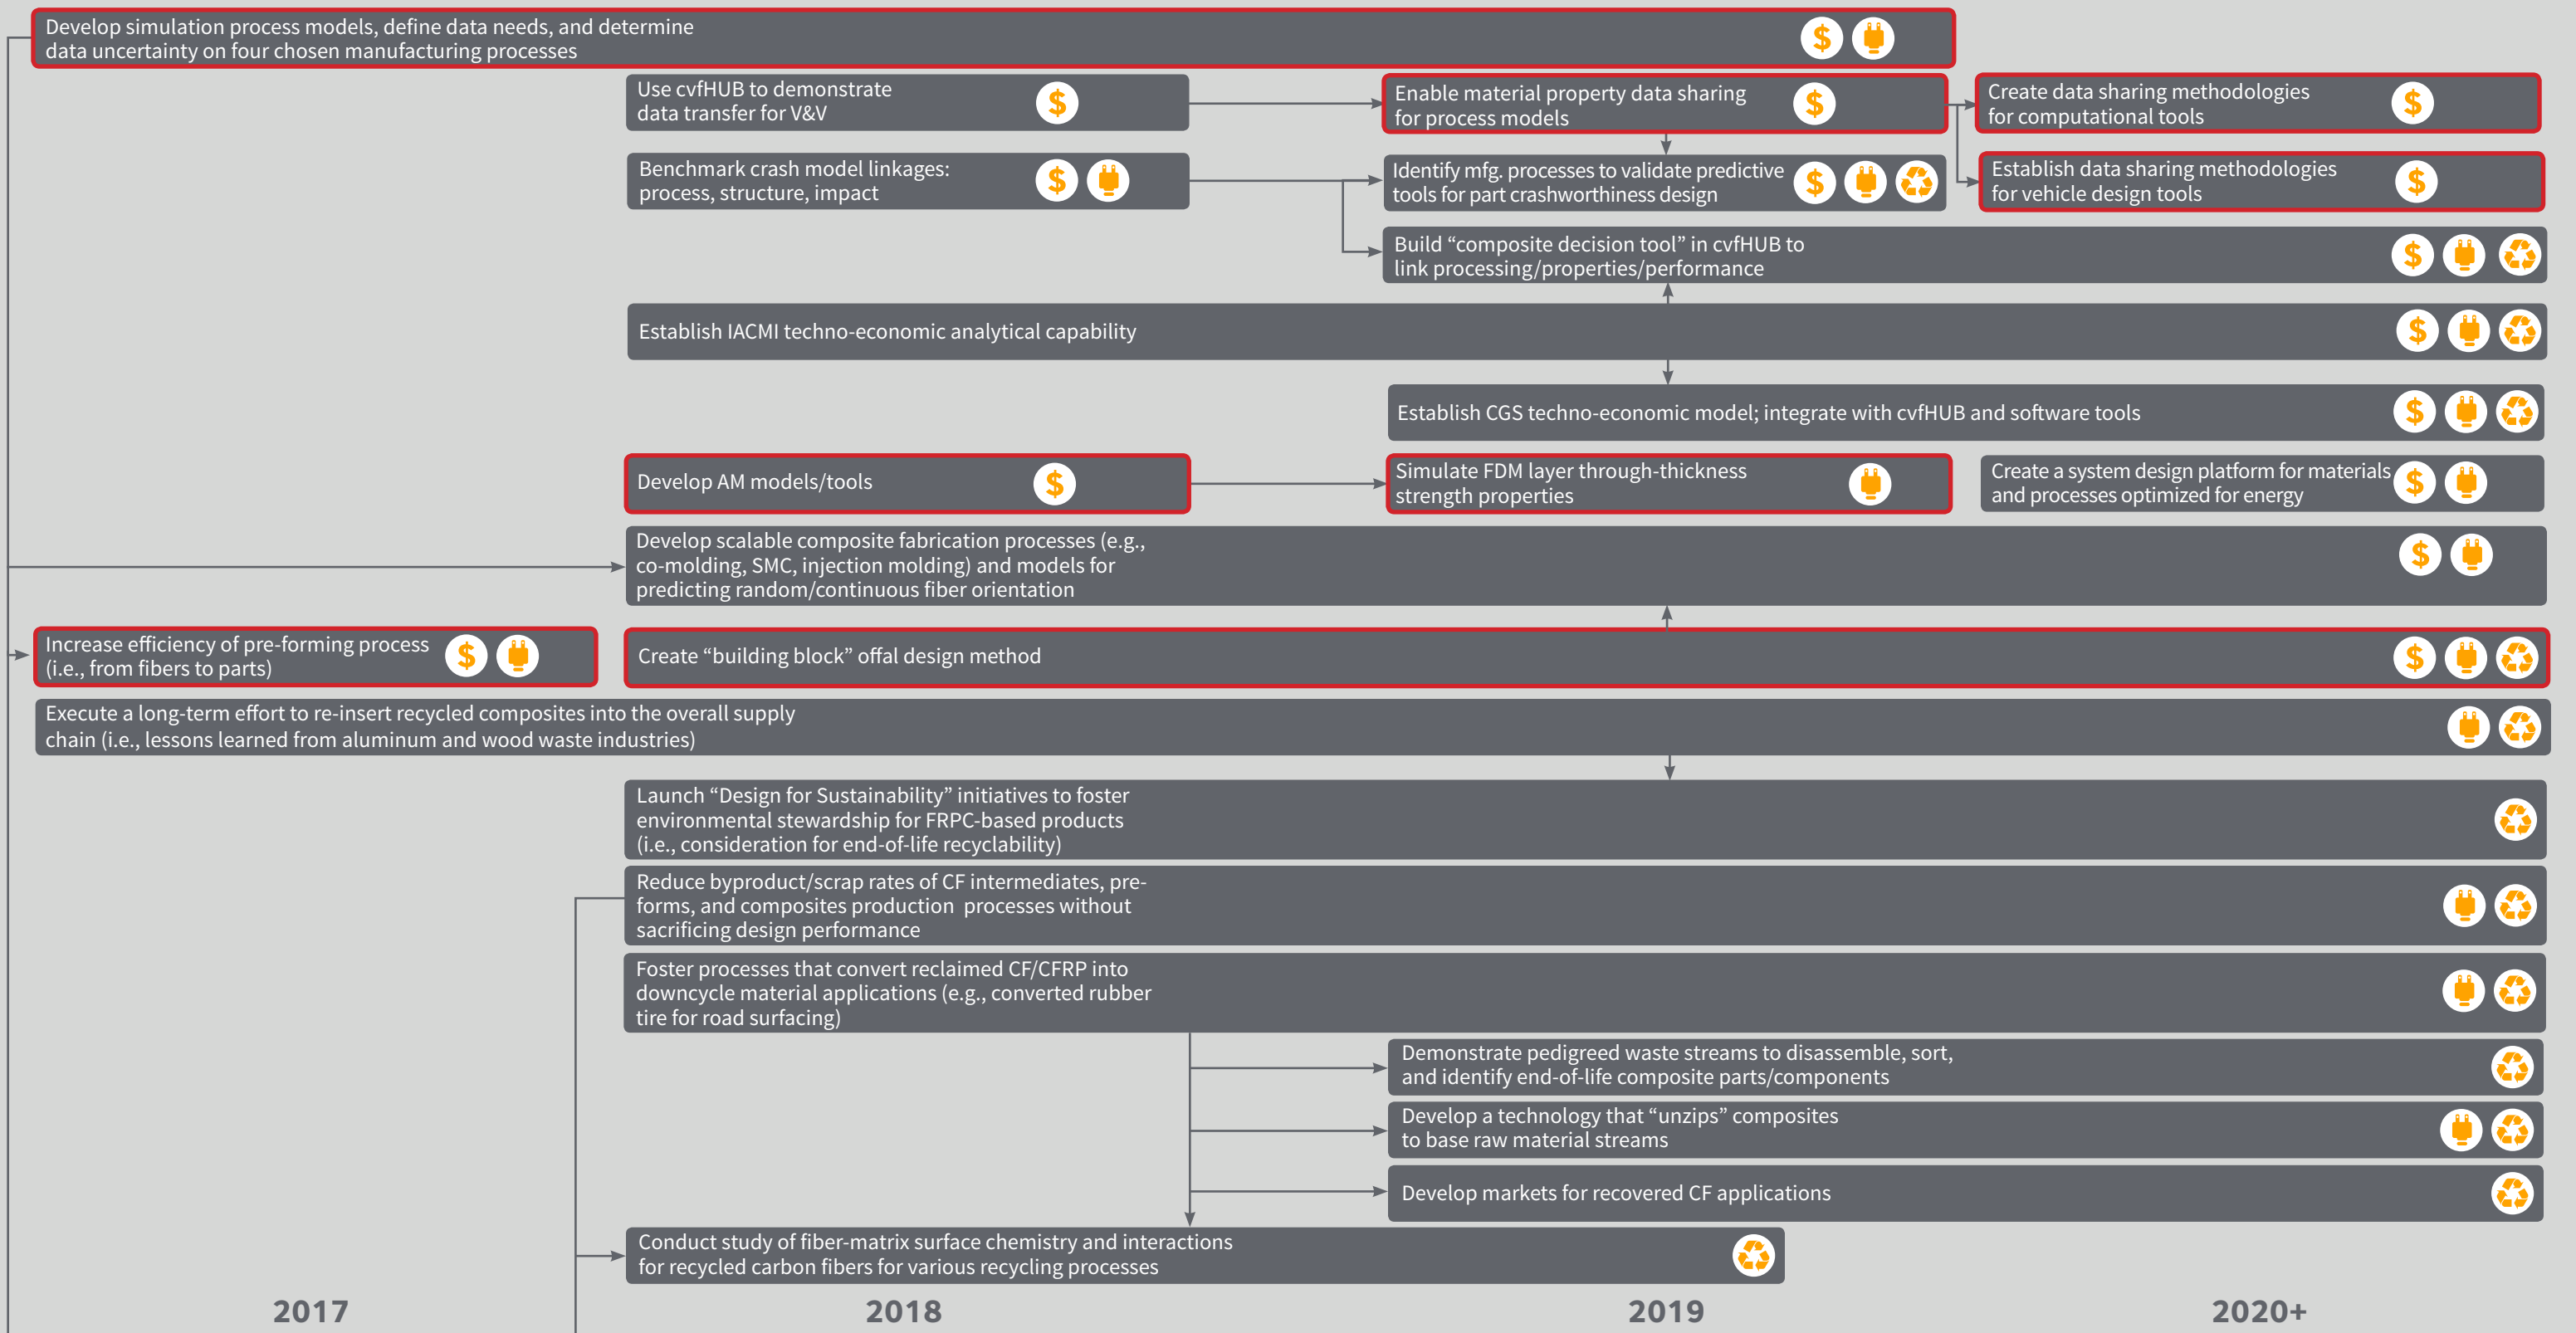 Develop simulation process models, define data needs, and determine
data uncertainty on four chosen manufacturing processes
$
Use cvfHUB to demonstrate
data transfer for V&V
$
Enable material property data sharing
for process models
$
Create data sharing methodologies
for computational tools
$
Benchmark crash model linkages:
process, structure, impact
$
Identify mfg. processes to validate predictive
tools for part crashworthiness design
$
Establish data sharing methodologies
for vehicle design tools
$
Build “composite decision tool” in cvfHUB to
link processing/properties/performance
$
Establish IACMI techno-economic analytical capability
$
Establish CGS techno-economic model; integrate with cvfHUB and software tools
$
Develop AM models/tools
$
Simulate FDM layer through-thickness
strength properties
Create a system design platform for materials
and processes optimized for energy
$
Develop scalable composite fabrication processes (e.g.,
co-molding, SMC, injection molding) and models for
predicting random/continuous fiber orientation
$
Increase efficiency of pre-forming process
(i.e., from fibers to parts)
$
Create “building block” offal design method
$
Execute a long-term effort to re-insert recycled composites into the overall supply
chain (i.e., lessons learned from aluminum and wood waste industries)
Launch “Design for Sustainability” initiatives to foster
environmental stewardship for FRPC-based products
(i.e., consideration for end-of-life recyclability)
Reduce byproduct/scrap rates of CF intermediates, pre-
forms, and composites production processes without
sacrificing design performance
Foster processes that convert reclaimed CF/CFRP into
downcycle material applications (e.g., converted rubber
tire for road surfacing)
Demonstrate pedigreed waste streams to disassemble, sort,
and identify end-of-life composite parts/components
Develop a technology that “unzips” composites
to base raw material streams
Develop markets for recovered CF applications
Conduct study of fiber-matrix surface chemistry and interactions
for recycled carbon fibers for various recycling processes
2017
2018
2019
2020+